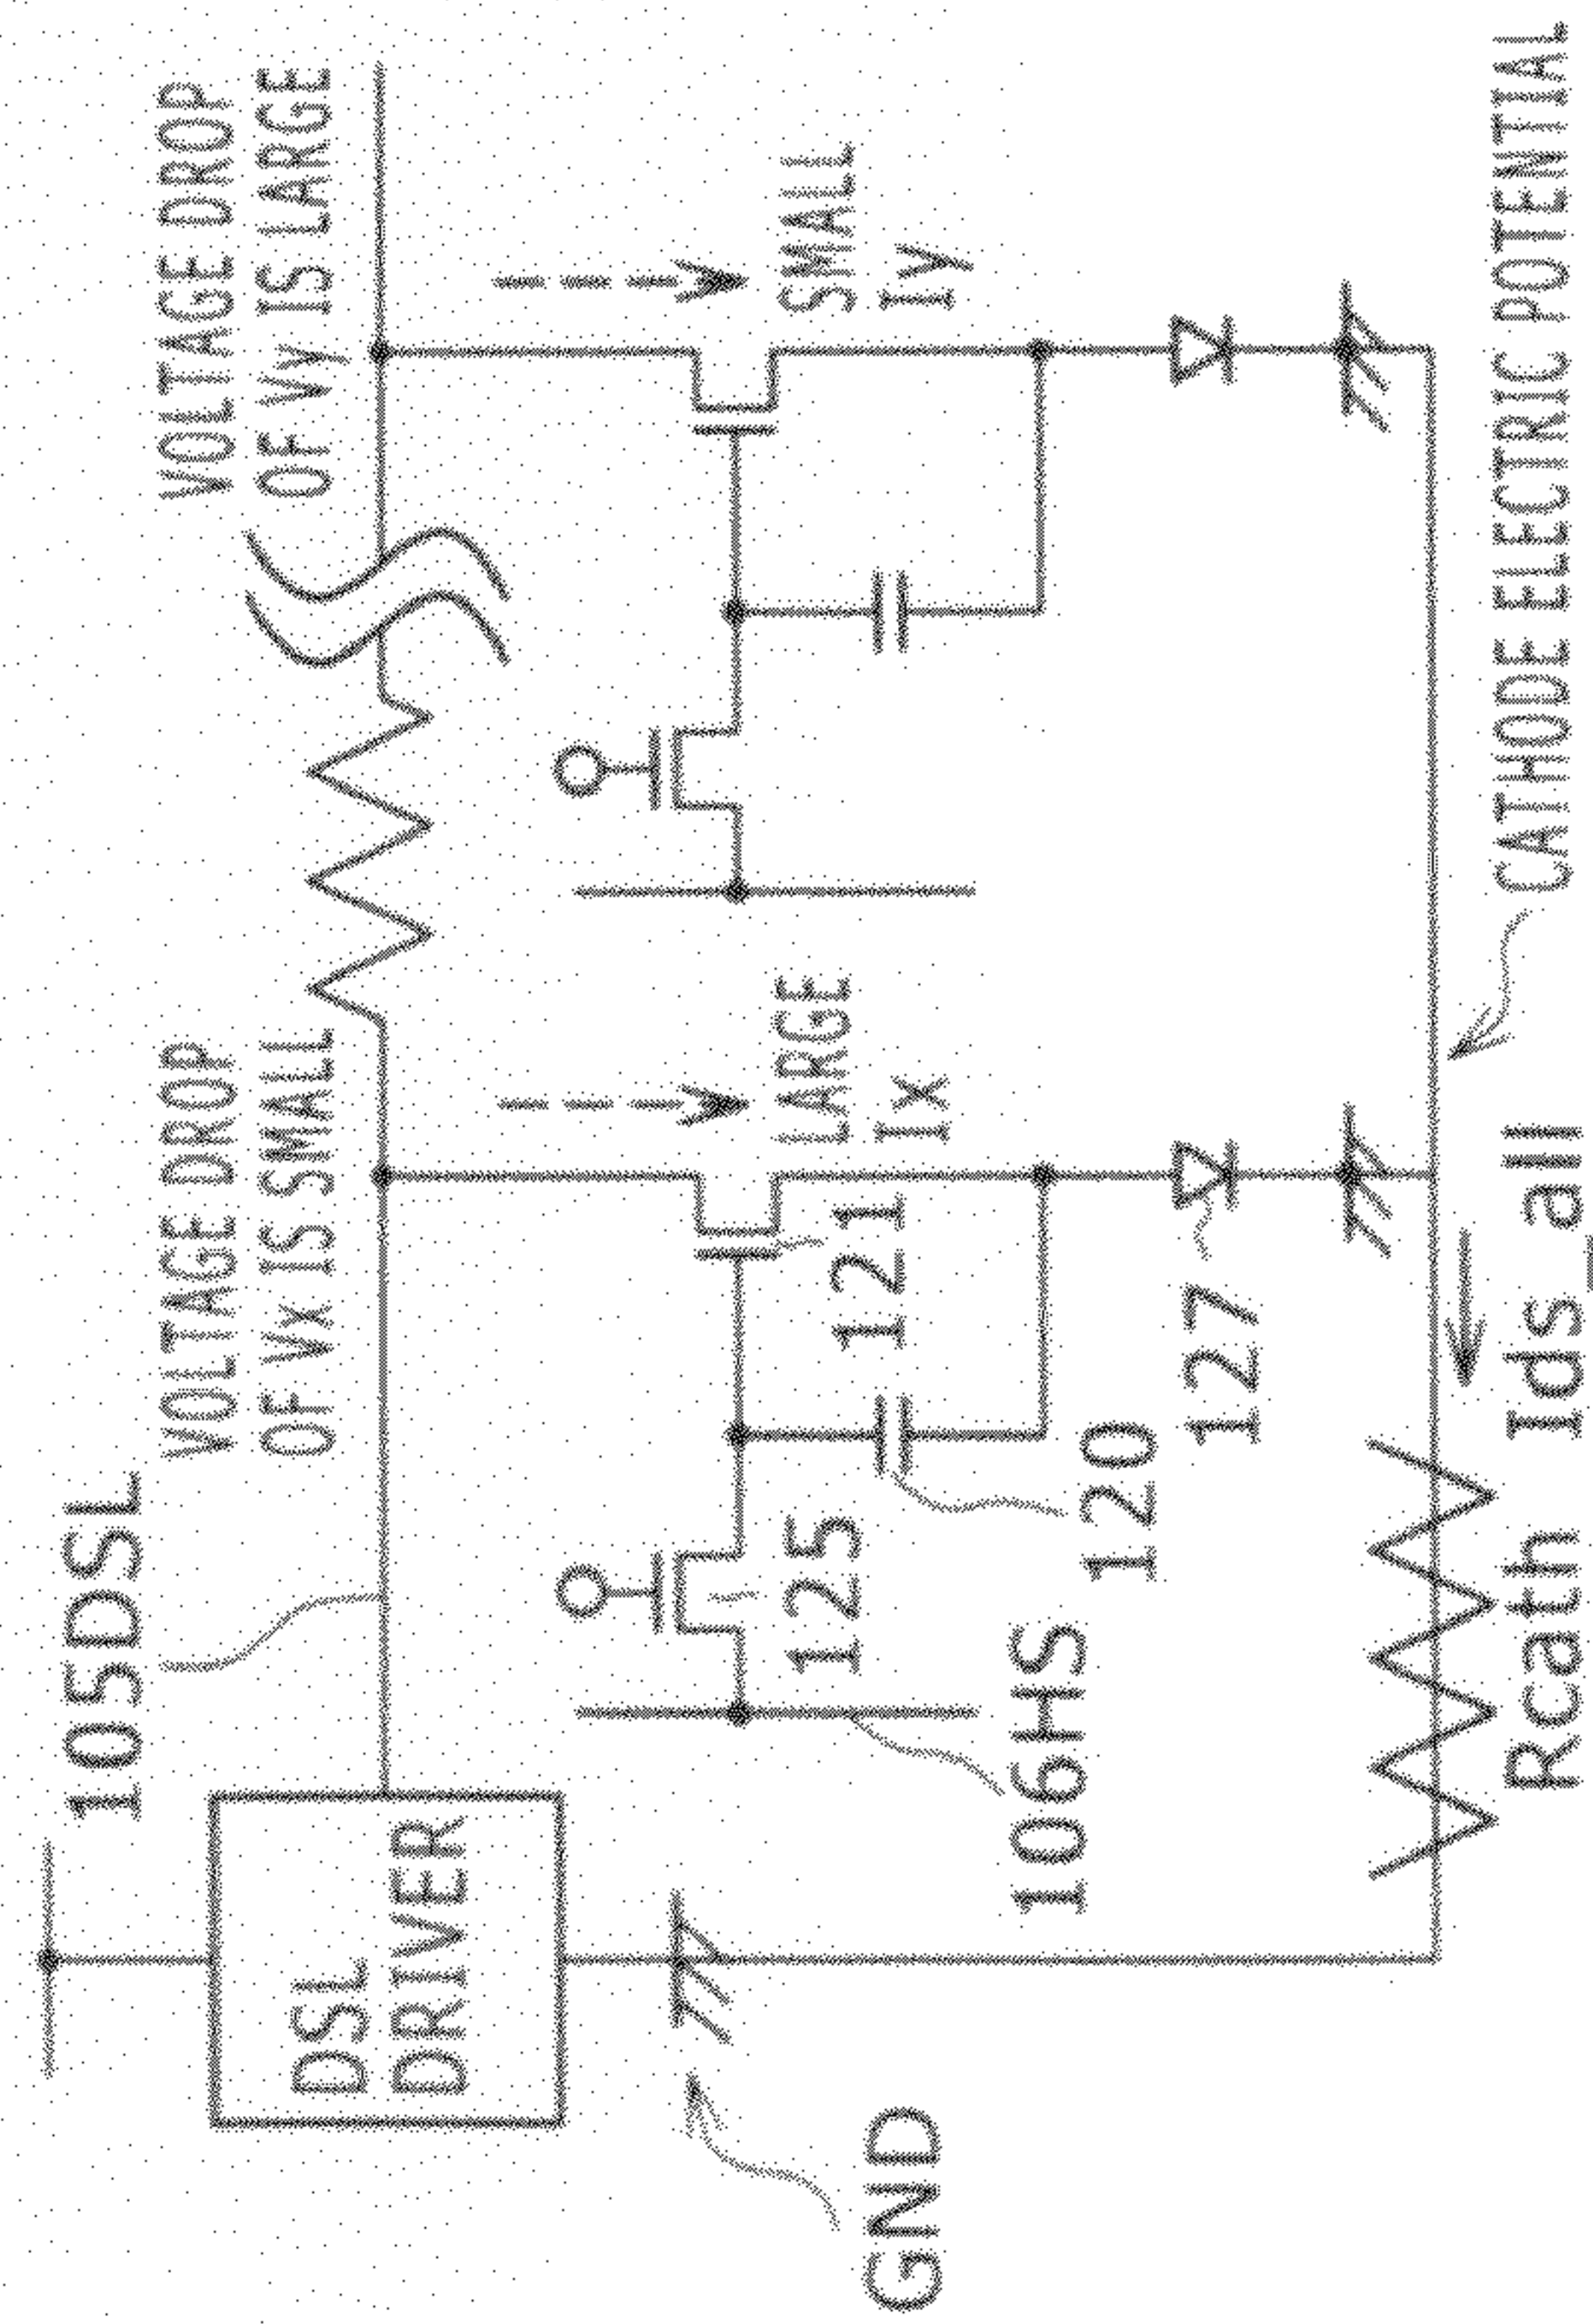 105DSL
VOLTAGE DROP
OF Vx IS SMALL
VOLTAGE DROP
OF Vy IS LARGE
DSL
DRIVER
125
LARGE
Ix
SMALL
Iy
121
GND
106HS
120
127
CATHODE ELECTRIC POTENTIAL
Rcath
Ids_all